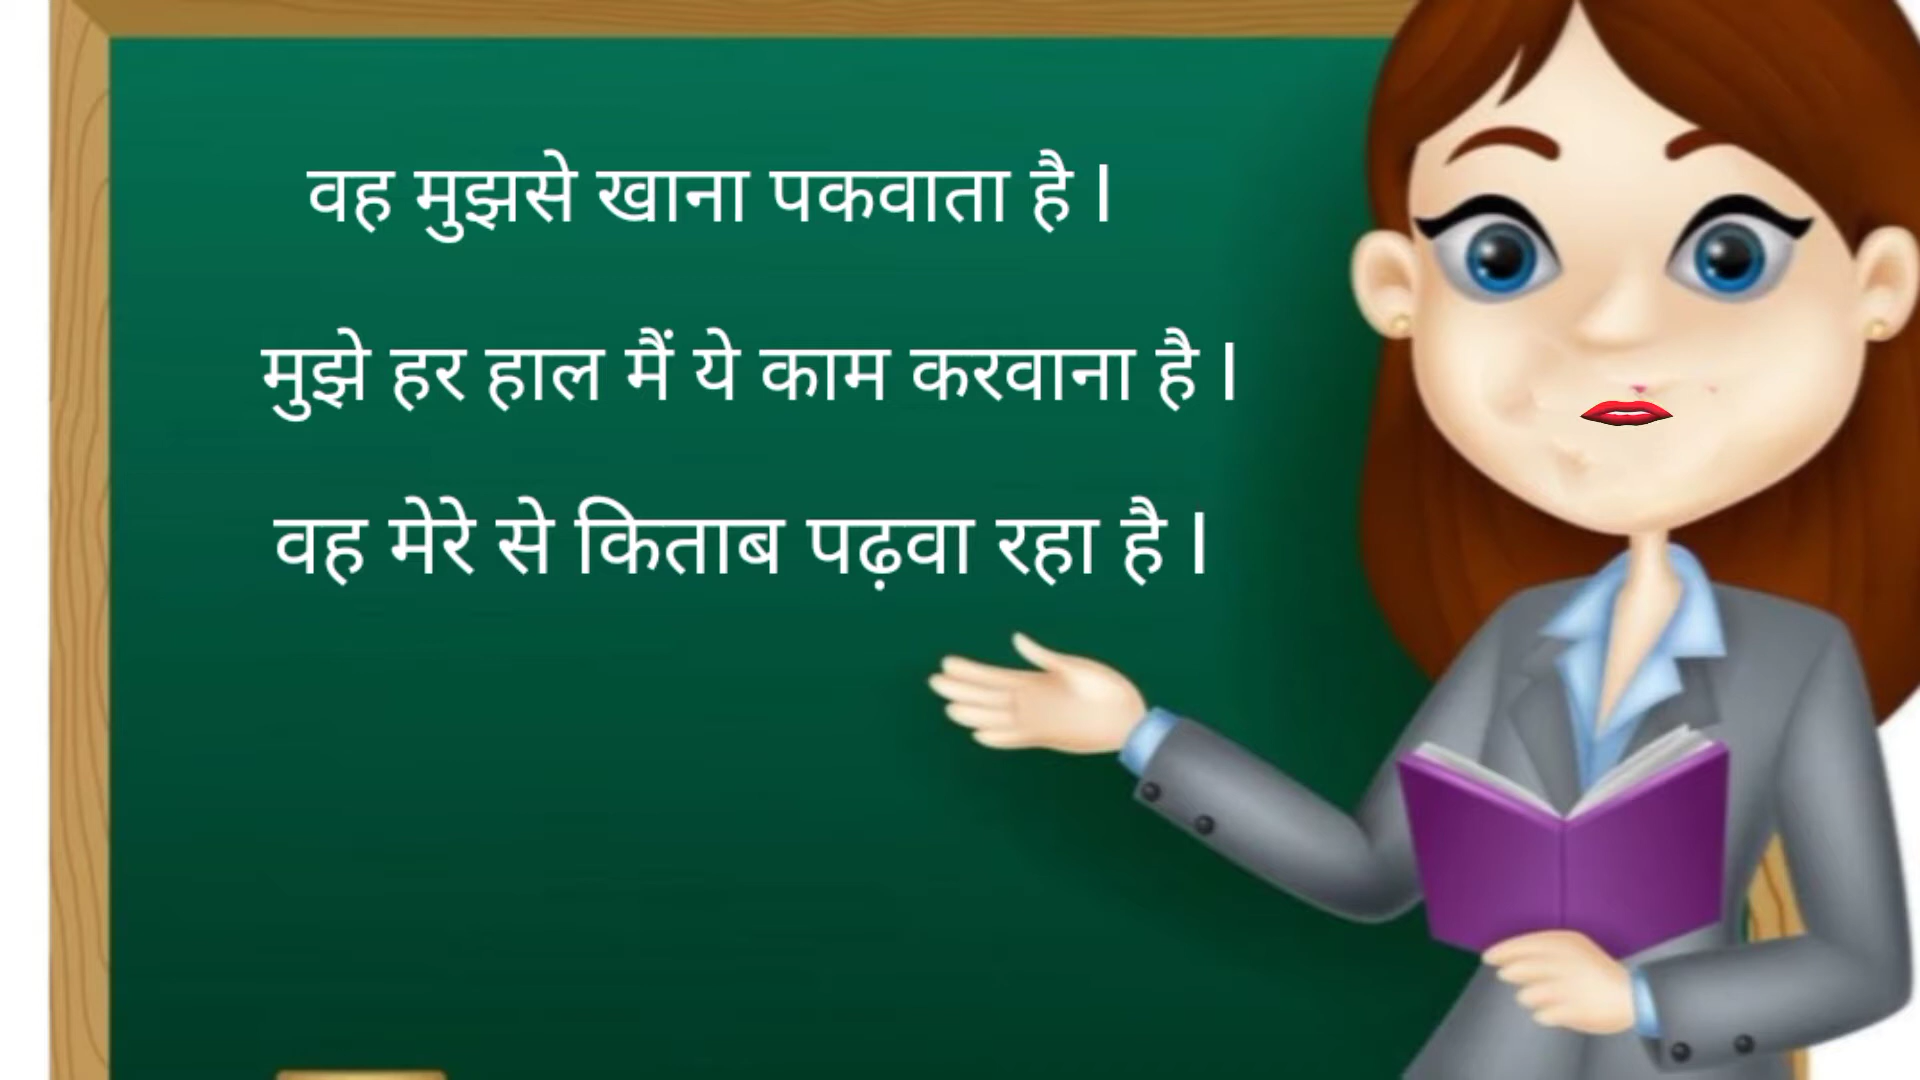 वह मुझसे खाना पकवाता है l
मुझे हर हाल मैं ये काम करवाना है l
वह मेरे से किताब पढ़वा रहा है l